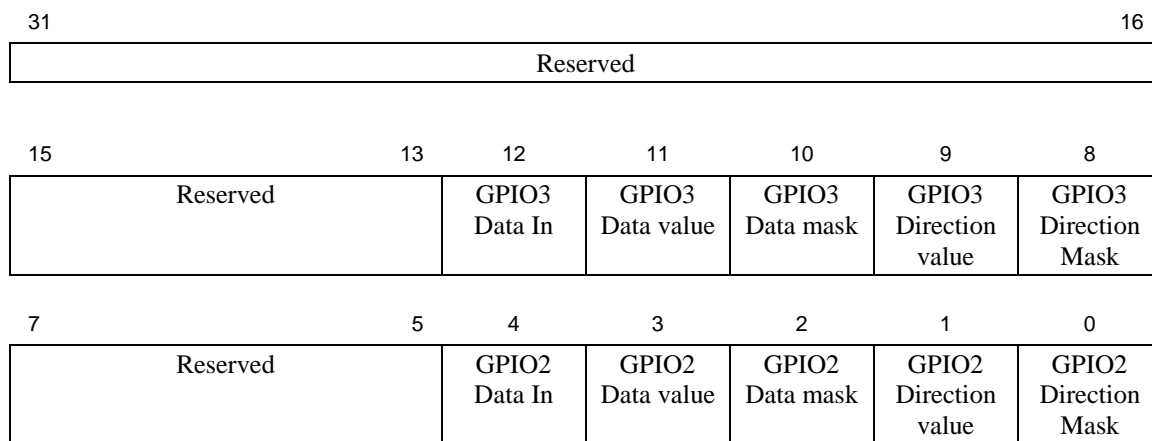 31 16
Reserved
15 13 12 11 10 9 8
Reserved GPIO3 GPIO3 GPIO3 GPIO3 GPIO3
Data In Data value Data mask Direction Direction
value Mask
7 5 4 3 2 1 0
Reserved GPIO2 GPIO2 GPIO2 GPIO2 GPIO2
Data In Data value Data mask Direction Direction
value Mask